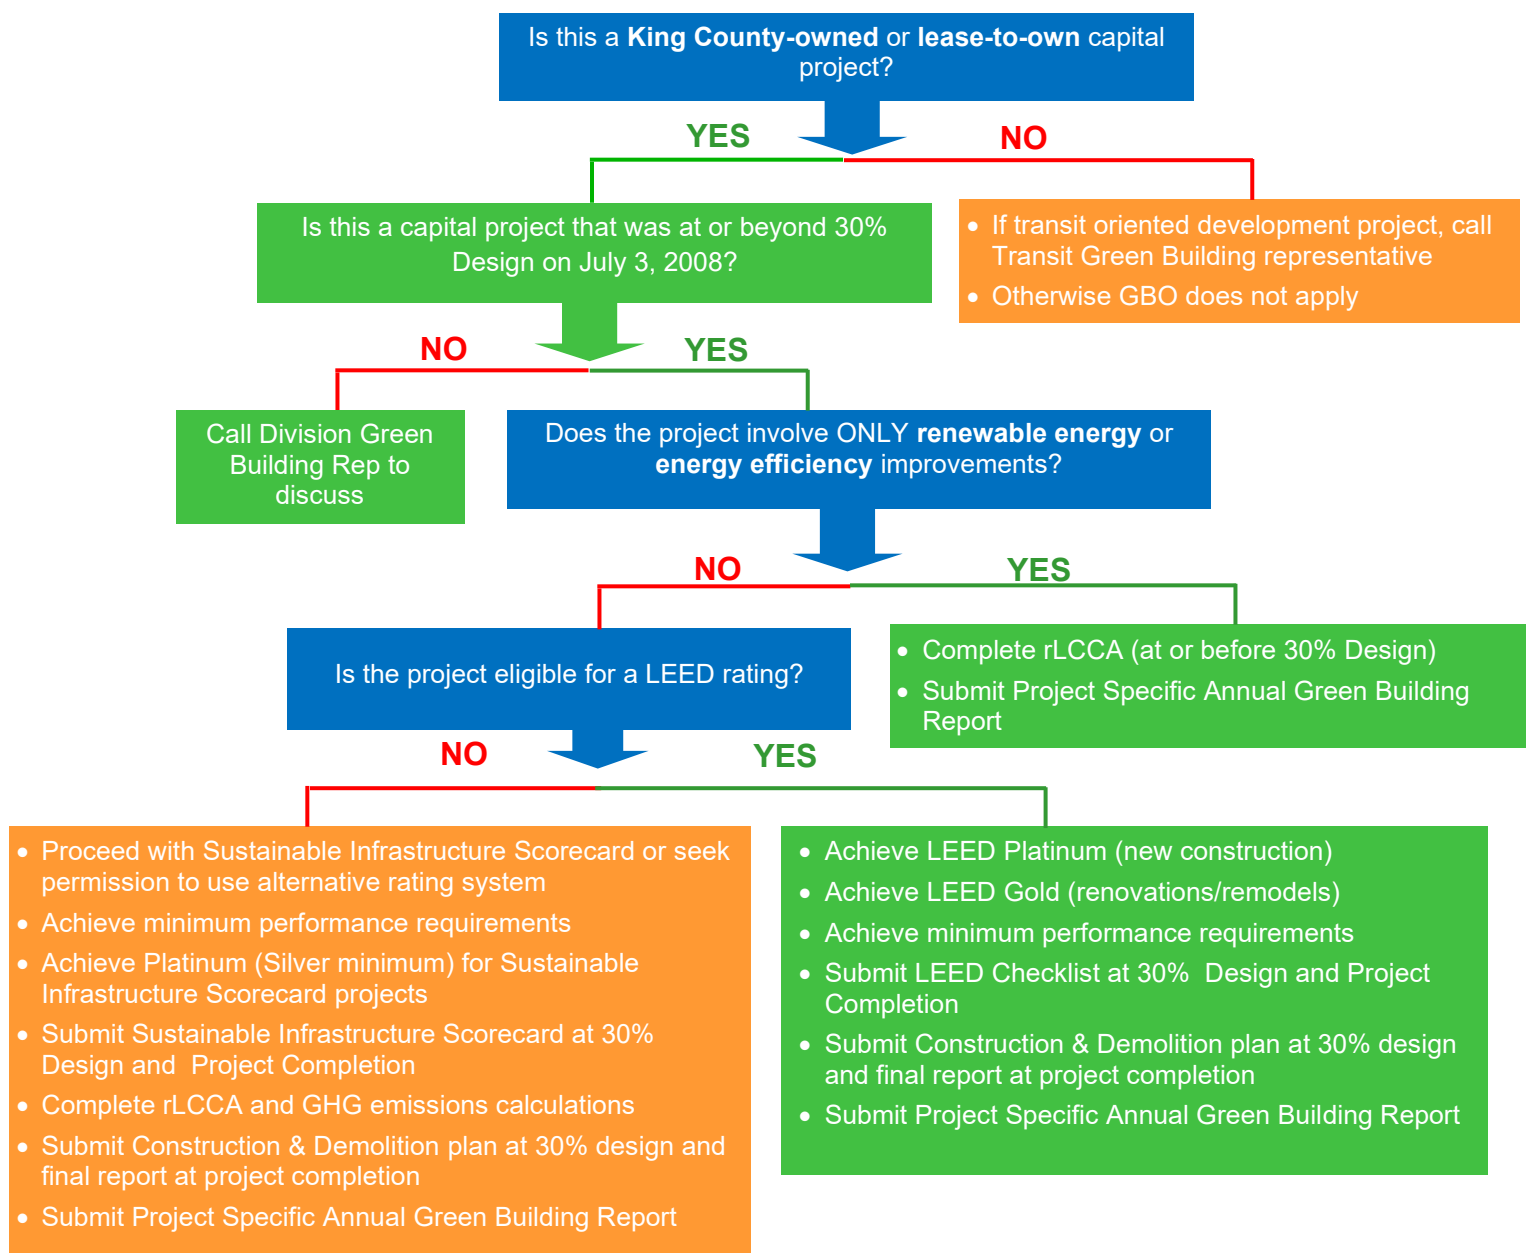 Is this a King County-owned or lease-to-own capital
project?
YES
NO
Is this a capital project that was at or beyond 30%
Design on July 3, 2008?
• If transit oriented development project, call
Transit Green Building representative
• Otherwise GBO does not apply
NO
YES
Call Division Green
Building Rep to
discuss
Does the project involve ONLY renewable energy or
energy efficiency improvements?
NO
YES
Is the project eligible for a LEED rating?
• Complete rLCCA (at or before 30% Design)
• Submit Project Specific Annual Green Building
Report
NO
YES
• Proceed with Sustainable Infrastructure Scorecard or seek
permission to use alternative rating system
• Achieve minimum performance requirements
• Achieve Platinum (Silver minimum) for Sustainable
Infrastructure Scorecard projects
• Submit Sustainable Infrastructure Scorecard at 30%
Design and  Project Completion
• Complete rLCCA and GHG emissions calculations
• Submit Construction & Demolition plan at 30% design and
final report at project completion
• Submit Project Specific Annual Green Building Report
• Achieve LEED Platinum (new construction)
• Achieve LEED Gold (renovations/remodels)
• Achieve minimum performance requirements
• Submit LEED Checklist at 30%  Design and Project
Completion
• Submit Construction & Demolition plan at 30% design
and final report at project completion
• Submit Project Specific Annual Green Building Report